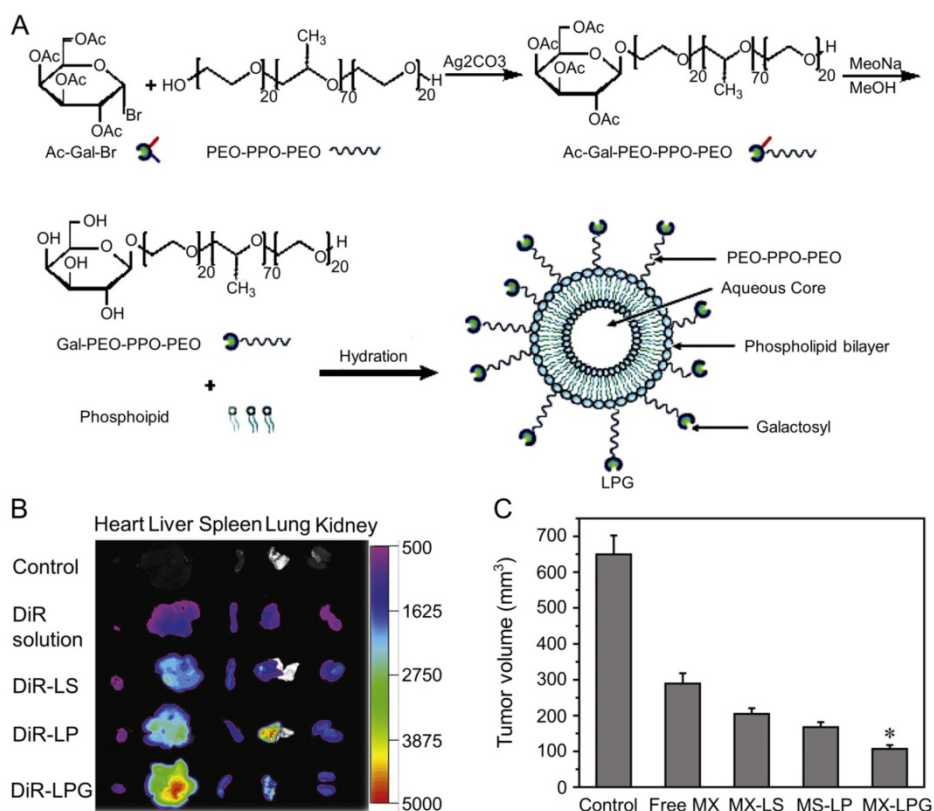 A
OAc
OAc
OAc
OAc
O
Br
+
HO
O
20
CH3
O
70
O
H
20
Ag2CO3
OAc
OAc
OAc
OAc
O
O
O
20
CH3
O
70
O
H
20
MeoNa
MeOH
Ac-Gal-Br
PEO-PPO-PEO
Ac-Gal-PEO-PPO-PEO
OH
OH
OH
OH
O
O
O
20
CH3
O
70
O
H
20
Gal-PEO-PPO-PEO
+
Phosphoipid
Hydration
PEO-PPO-PEO
Aqueous Core
Phospholipid bilayer
Galactosyl
LPG
B
Heart Liver Spleen Lung Kidney
Control
DiR
solution
DiR-LS
DiR-LP
DiR-LPG
500
1625
2750
3875
5000
C
Tumor volume (mm3)
700
600
500
400
300
200
100
0
*
Control Free MX MX-LS MS-LP MX-LPG